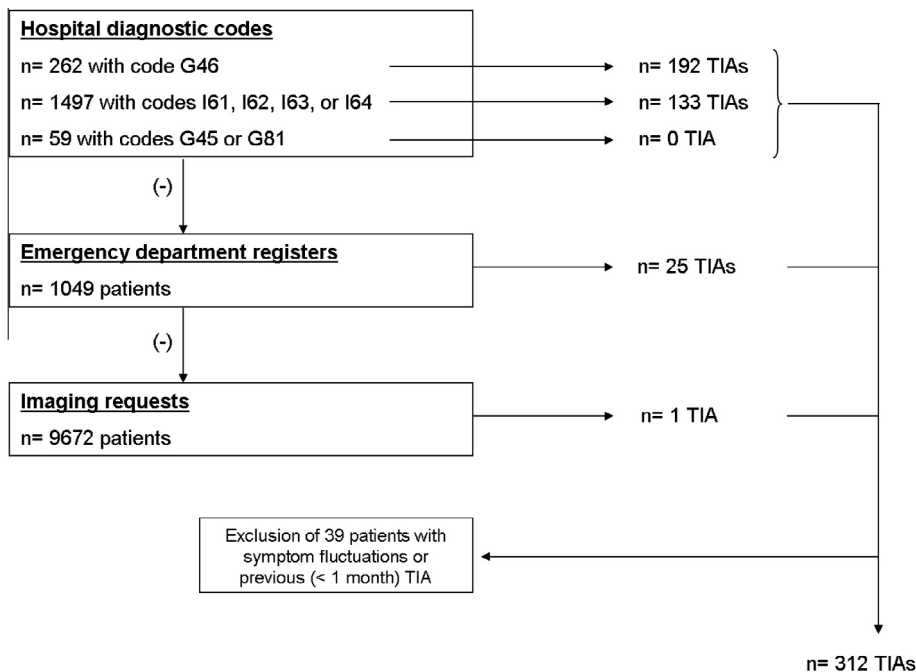 Hospital diagnostic codes
n= 262 with code G46
n= 192 TIAs
n= 1497 with codes I61, I62, I63, or I64
n= 133 TIAs
n= 59 with codes G45 or G81
n= 0 TIA
(-)
Emergency department registers
n= 1049 patients
n= 25 TIAs
(-)
Imaging requests
n= 9672 patients
n= 1 TIA
Exclusion of 39 patients with
symptom fluctuations or
previous (< 1 month) TIA
n= 312 TIAs